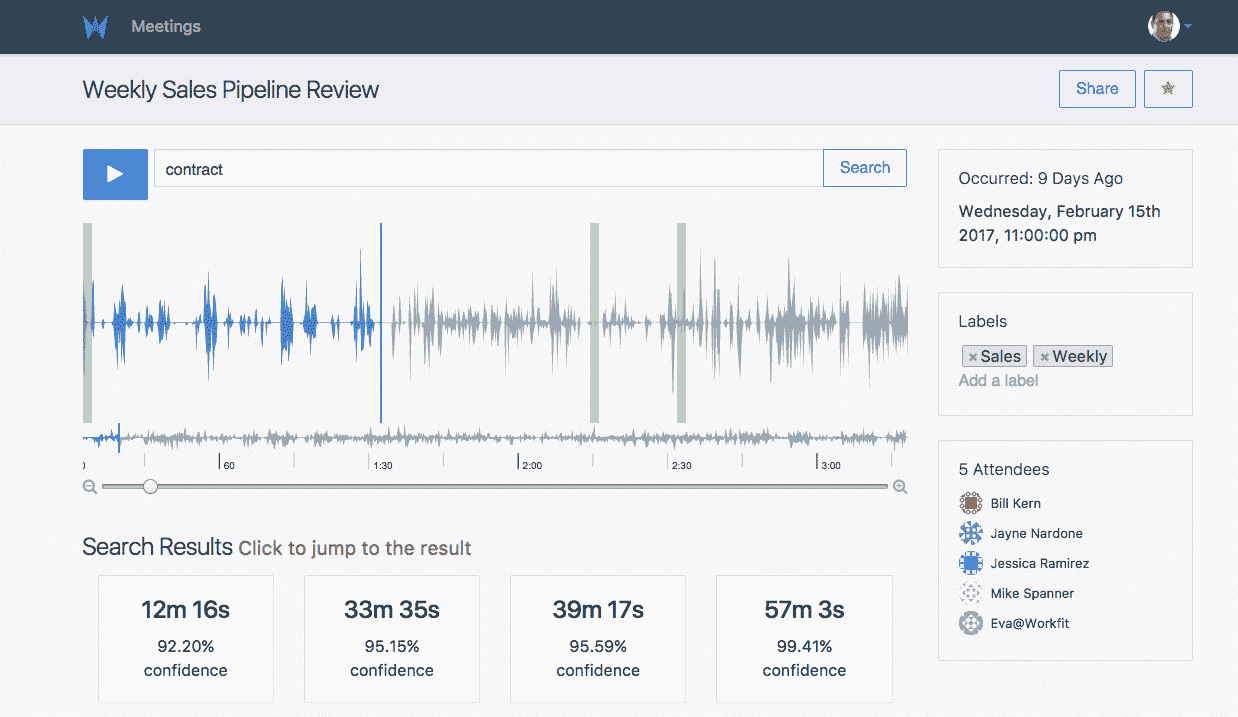 Meetings
Weekly Sales Pipeline Review
Share
contract
Search
60
1:30
2:00
2:30
3:00
Search Results Click to jump to the result
12m 16s
92.20%
confidence
33m 35s
95.15%
confidence
39m 17s
95.59%
confidence
57m 3s
99.41%
confidence
Occurred: 9 Days Ago
Wednesday, February 15th
2017, 11:00:00 pm
Labels
× Sales × Weekly
Add a label
5 Attendees
Bill Kern
Jayne Nardone
Jessica Ramirez
Mike Spanner
Eva@Workfit